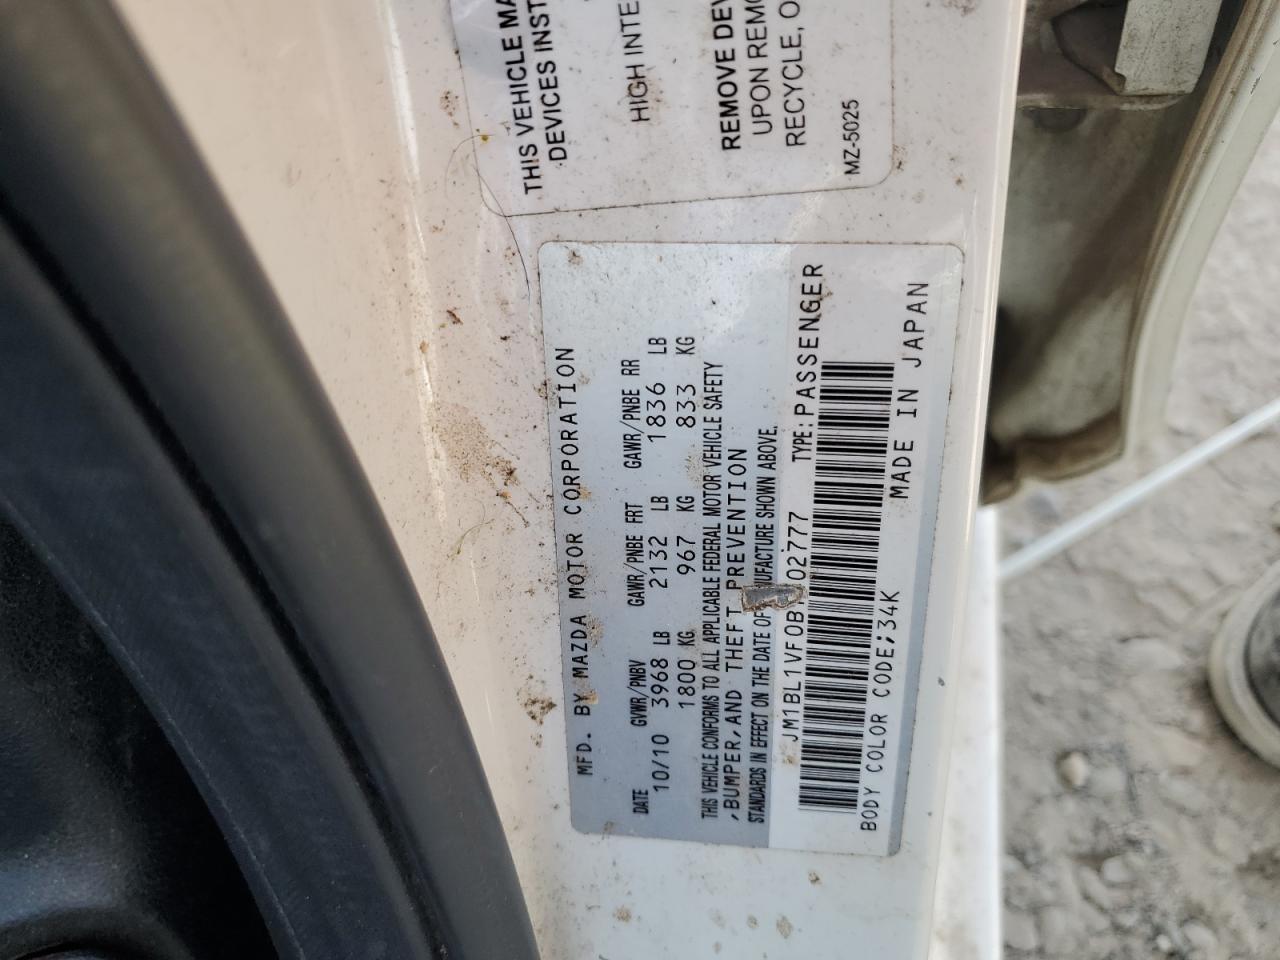 THIS VEHICLE MA
DEVICES INST
HIGH INTE
REMOVE DEV
UPON REMO
RECYCLE, O
MZ-5025
MFD. BY MAZDA MOTOR CORPORATION
DATE GVWR/PNBV GAWR/PNBE FRT GAWR/PNBE RR
10/10 3968 LB 2132 LB 1836 LB
1800 KG 967 KG 833 KG
THIS VEHICLE CONFORMS TO ALL APPLICABLE FEDERAL MOTOR VEHICLE SAFETY
,BUMPER,AND THEFT PREVENTION
STANDARDS IN EFFECT ON THE DATE OF UFACTURE SHOWN ABOVE.
JM1BL1VF0B 02777 TYPE:PASSENGER
BODY COLOR CODE;34K MADE IN JAPAN